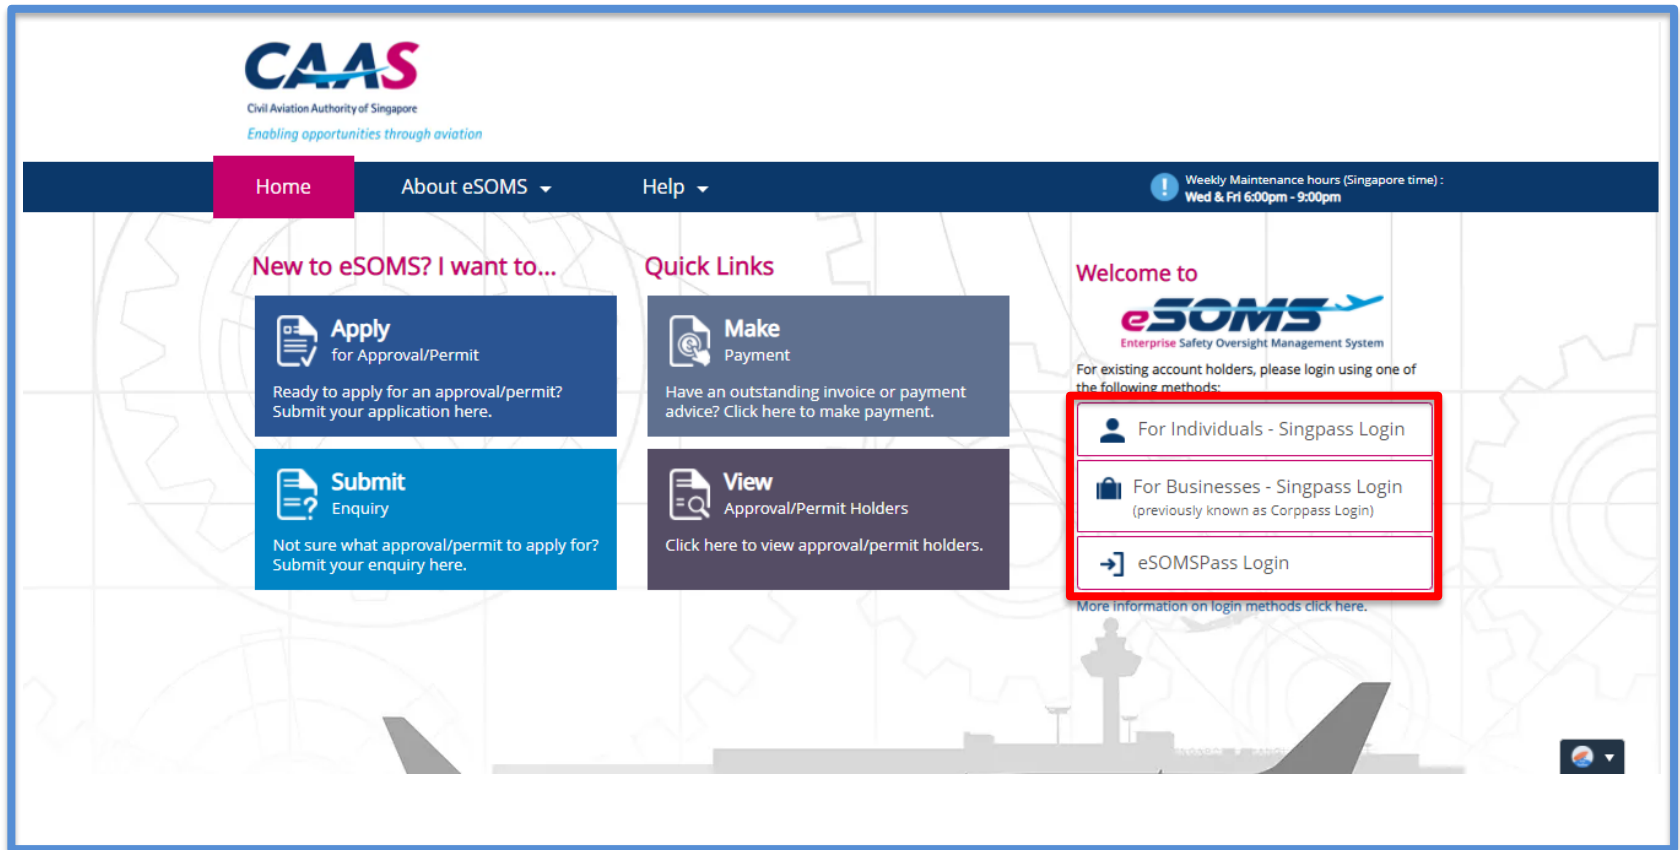 CAAS
Civil Aviation Authority of Singapore
Enabling opportunities through aviation
Home
About eSOMS
Help
Weekly Maintenance hours (Singapore time) :
Wed & Fri 6:00pm - 9:00pm
New to eSOMS? I want to...
Apply
for Approval/Permit
Ready to apply for an approval/permit?
Submit your application here.
Submit
Enquiry
Not sure what approval/permit to apply for?
Submit your enquiry here.
Quick Links
Make
Payment
Have an outstanding invoice or payment
advice? Click here to make payment.
View
Approval/Permit Holders
Click here to view approval/permit holders.
Welcome to
eSOMS
Enterprise Safety Oversight Management System
For existing account holders, please login using one of
the following methods:
For Individuals - Singpass Login
For Businesses - Singpass Login
(previously known as Corppass Login)
eSOMSPass Login
More information on login methods click here.